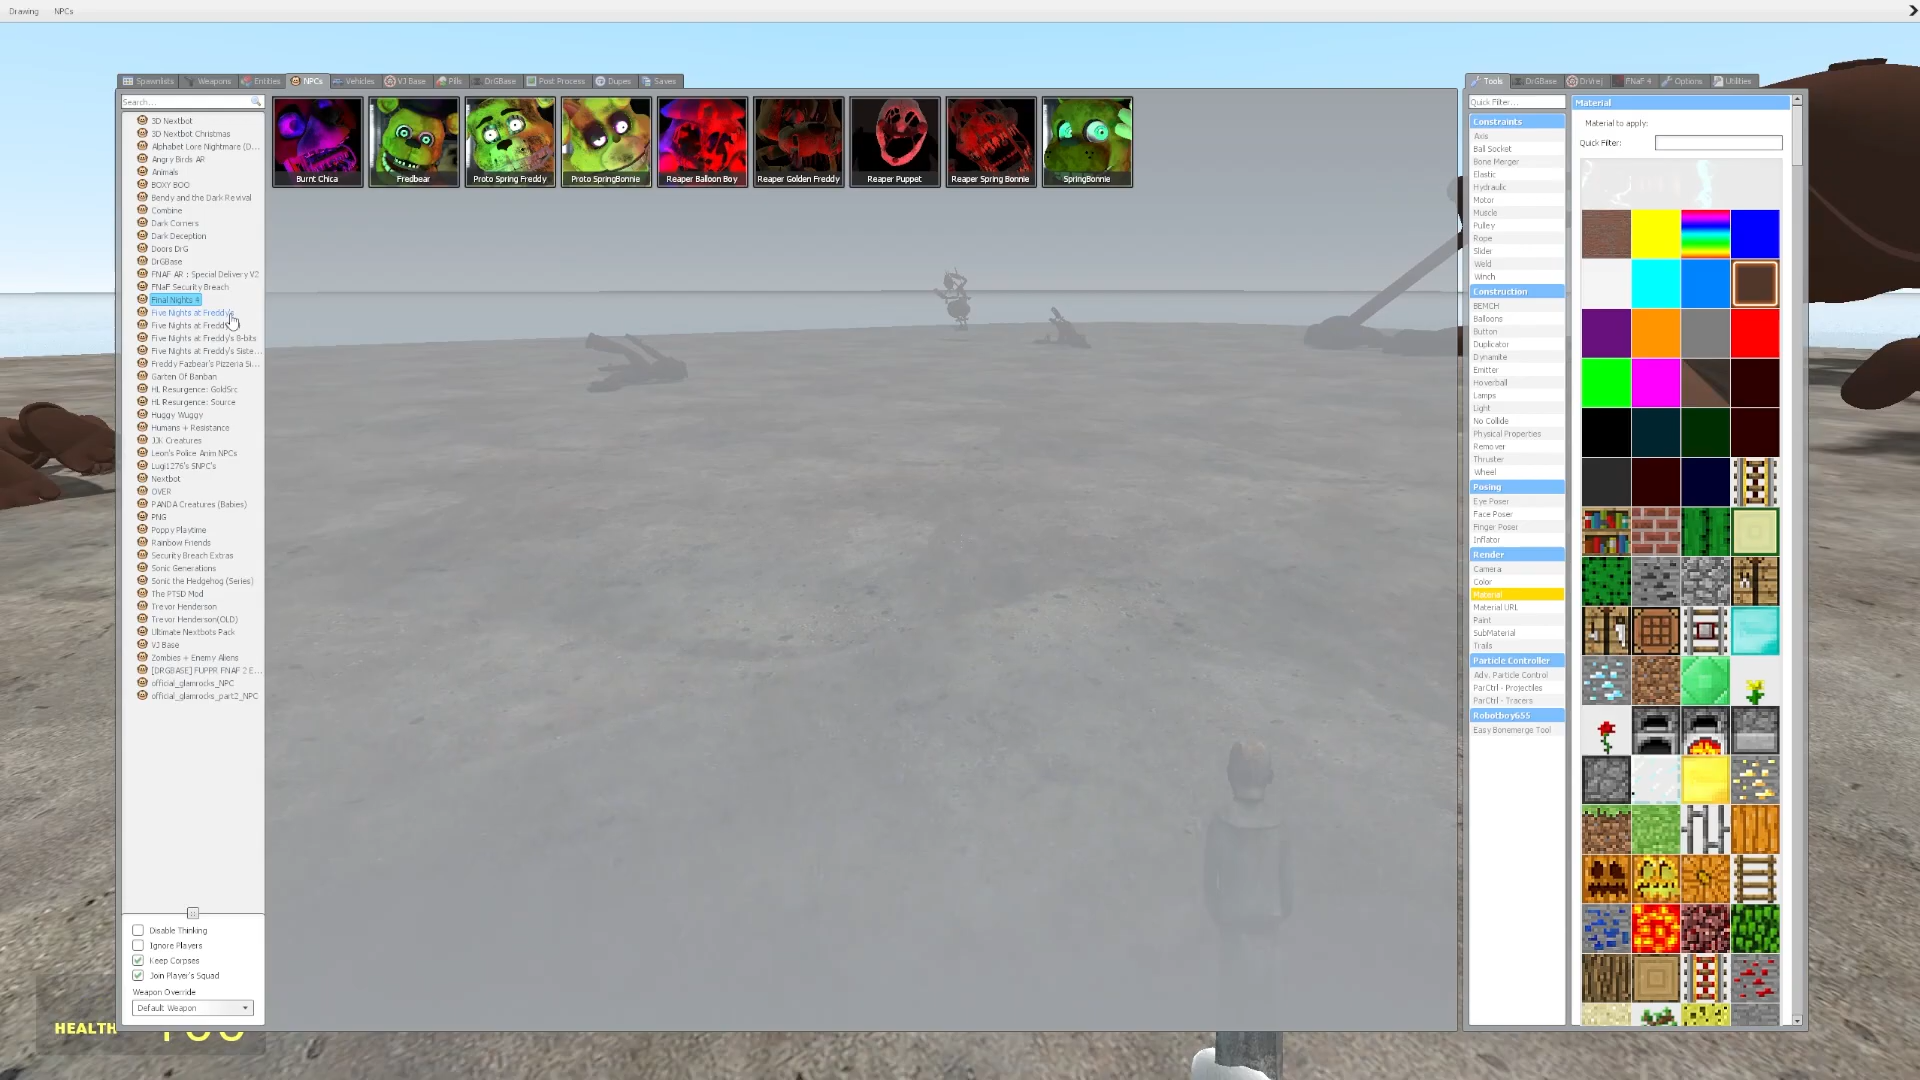 Drawing NPCs
Spawnlists Weapons Entities NPCs Vehicles VJ Base Pills DrGBase Post Process Dupes Saves
Search...
3D Nextbot
3D Nextbot Christmas
Alphabet Lore Nightmare (D...
Angry Birds AR
Animals
BOXY BOO
Bendy and the Dark Revival
Combine
Dark Corners
Dark Deception
Doors DrG
DrGBase
FNAF AR : Special Delivery V2
FNaF Security Breach
Final Nights 4
Five Nights at Freddy's
Five Nights at Freddy
Five Nights at Freddy's 8-bits
Five Nights at Freddy's Siste...
Freddy Fazbear's Pizzeria Si...
Garten Of Banban
HL Resurgence: GoldSrc
HL Resurgence: Source
Huggy Wuggy
Humans + Resistance
JJK Creatures
Leon's Police Anim NPCs
Lugi1276's SNPC's
Nextbot
OVER
PANDA Creatures (Babies)
PNG
Poppy Playtime
Rainbow Friends
Security Breach Extras
Sonic Generations
Sonic the Hedgehog (Series)
The PTSD Mod
Trevor Henderson
Trevor Henderson(OLD)
Ultimate Nextbots Pack
VJ Base
Zombies + Enemy Aliens
[DRGBASE] FUPPR FNAF 2 E...
official_glamrocks_NPC
official_glamrocks_part2_NPC
Disable Thinking
Ignore Players
Keep Corpses
Join Player's Squad
Weapon Override
Default Weapon
HEALTH 100
Burnt Chica
Fredbear
Proto Spring Freddy
Proto SpringBonnie
Reaper Balloon Boy
Reaper Golden Freddy
Reaper Puppet
Reaper Spring Bonnie
SpringBonnie
Tools DrGBase DrVrej FNaF 4 Options Utilities
Quick Filter...
Constraints
Axis
Ball Socket
Bone Merger
Elastic
Hydraulic
Motor
Muscle
Pulley
Rope
Slider
Weld
Winch
Construction
BEMCH
Balloons
Button
Duplicator
Dynamite
Emitter
Hoverball
Lamps
Light
No Collide
Physical Properties
Remover
Thruster
Wheel
Posing
Eye Poser
Face Poser
Finger Poser
Inflator
Render
Camera
Color
Material
Material URL
Paint
SubMaterial
Trails
Particle Controller
Adv. Particle Control
ParCtrl - Projectiles
ParCtrl - Tracers
Robotboy655
Easy Bonemerge Tool
Material
Material to apply:
Quick Filter: